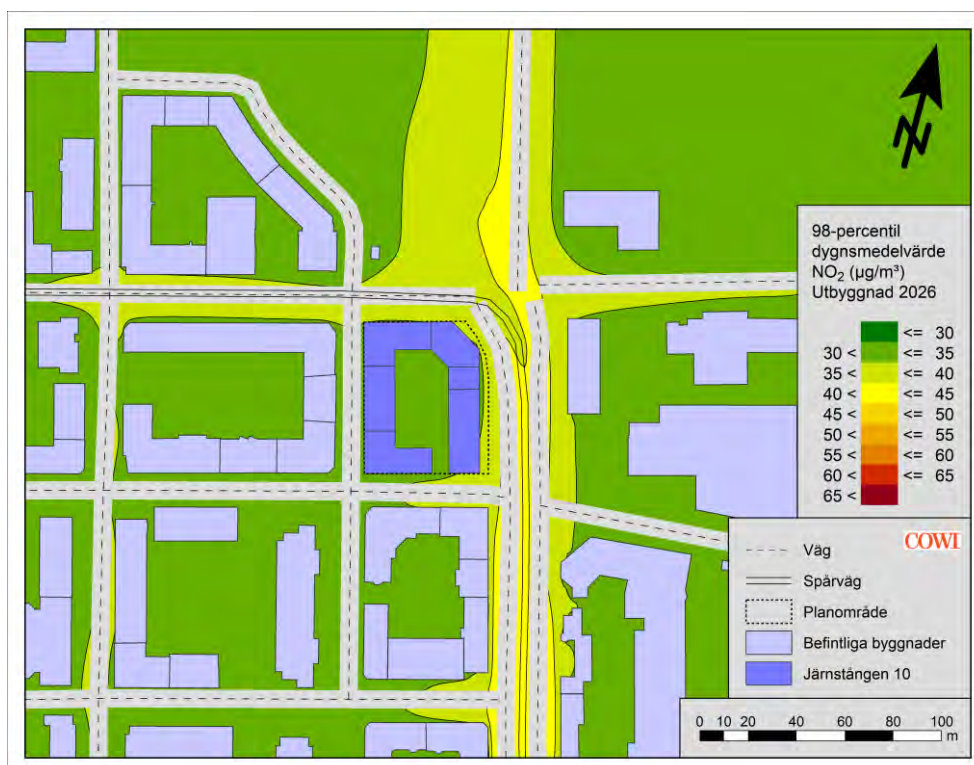 N
98-percentil
dygnsmedelvärde
NO₂ (µg/m³)
Utbyggnad 2026
<= 30
30 < <= 35
35 < <= 40
40 < <= 45
45 < <= 50
50 < <= 55
55 < <= 60
60 < <= 65
65 <
COWI
Väg
Spårväg
Planområde
Befintliga byggnader
Järnstången 10
0 10 20 40 60 80 100
m